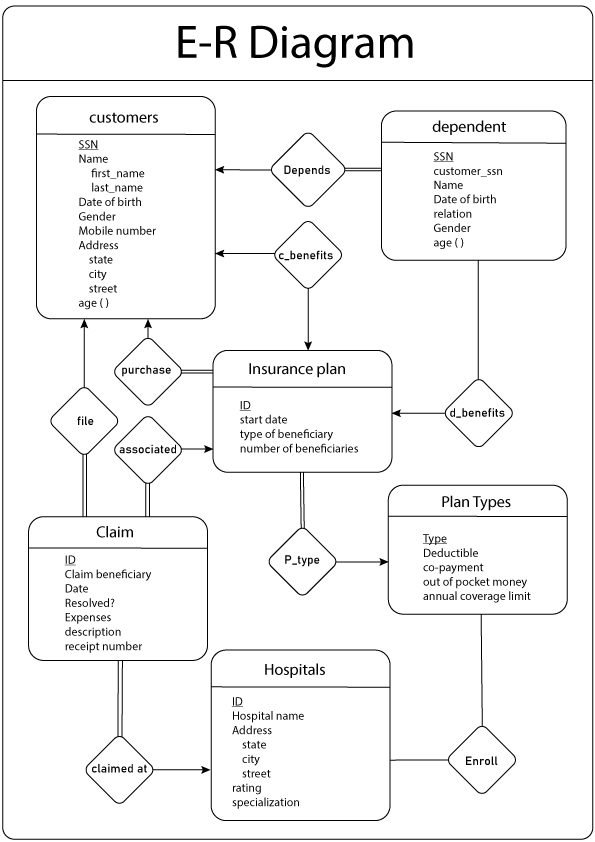 E-R Diagram
customers
SSN
Name
first_name
last_name
Date of birth
Gender
Mobile number
Address
state
city
street
age ( )
Depends
dependent
SSN
customer_ssn
Name
Date of birth
relation
Gender
age ( )
c_benefits
purchase
Insurance plan
ID
start date
type of beneficiary
number of beneficiaries
d_benefits
file
associated
Claim
ID
Claim beneficiary
Date
Resolved?
Expenses
description
receipt number
P_type
Plan Types
Type
Deductible
co-payment
out of pocket money
annual coverage limit
Hospitals
ID
Hospital name
Address
state
city
street
rating
specialization
claimed at
Enroll